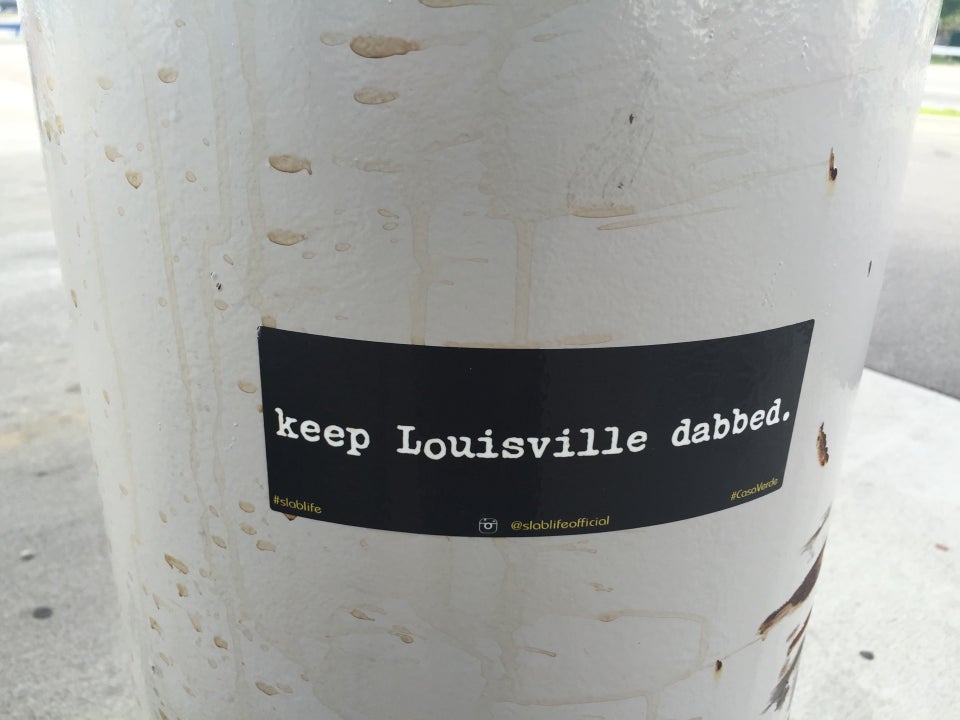 keep Louisville dabbed.
#slablife
#CasaVerde
@slablifeofficial